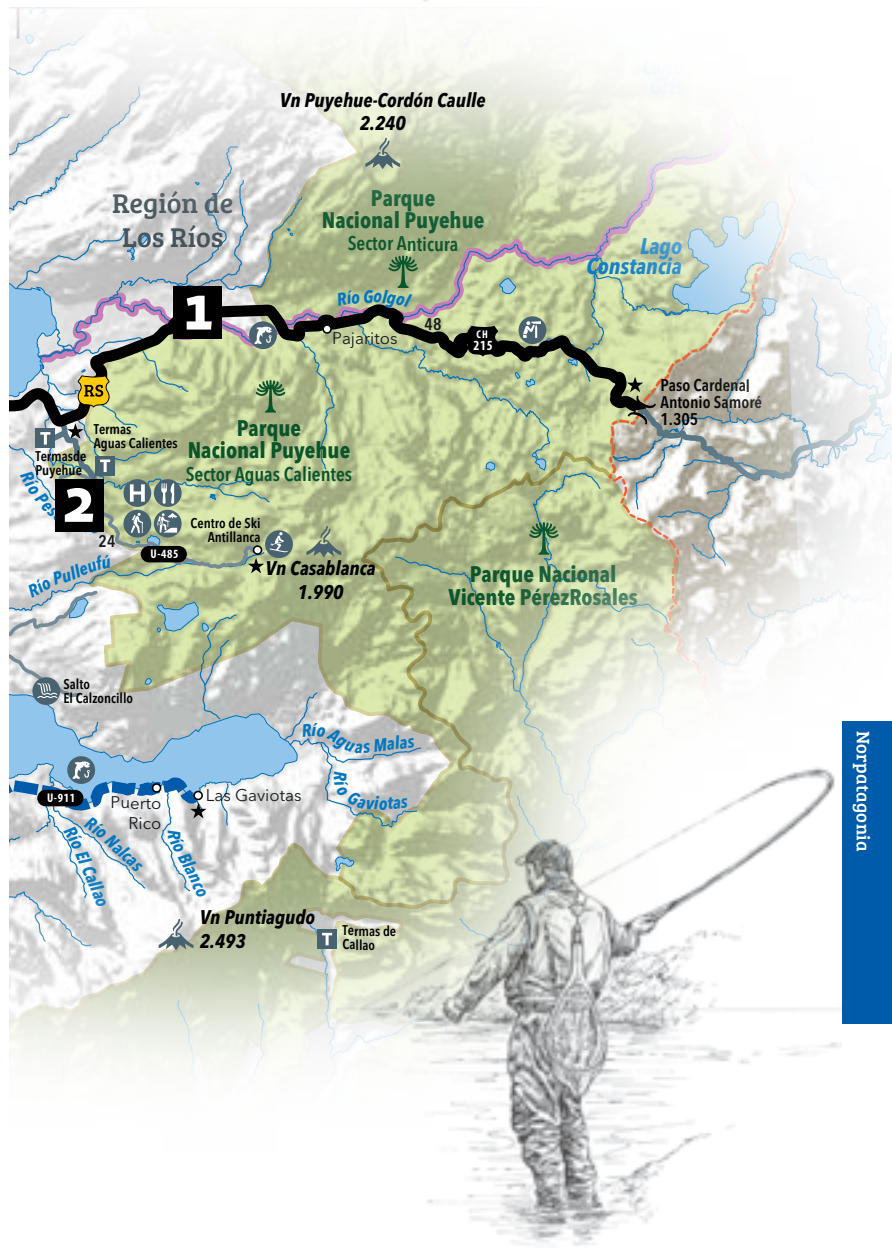 Vn Puyehue-Cordón Caulle
2.240
Región de
Los Ríos
Parque
Nacional Puyehue
Sector Anticura
Lago
Constancia
Río Golgol
1
48
CH
215
Pajaritos
RS
Paso Cardenal
Antonio Samoré
1.305
Termas
Aguas Calientes
T
Termasde
Puyehue
T
Parque
Nacional Puyehue
Sector Aguas Calientes
Río Pes
2
H
24
Centro de Ski
Antillanca
U-485
Vn Casablanca
1.990
Río Pulleufú
Parque Nacional
Vicente PérezRosales
Salto
El Calzoncillo
Río Aguas Malas
Río Gaviotas
U-911
Puerto
Rico
Las Gaviotas
Río El Callao
Río Nalcas
Río Blanco
Norpatagonia
Vn Puntiagudo
2.493
T
Termas de
Callao